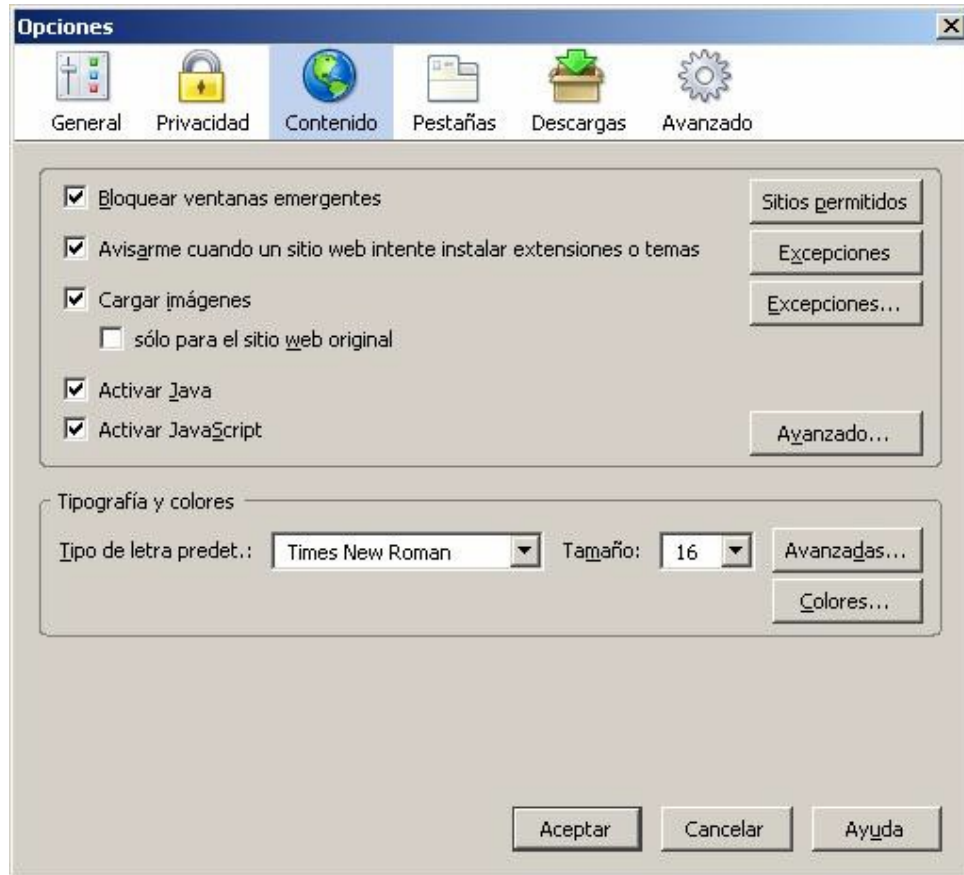 Opciones
General Privacidad Contenido Pestañas Descargas Avanzado
Bloquear ventanas emergentes Sitios permitidos
Avisarme cuando un sitio web intente instalar extensiones o temas Excepciones
Cargar imágenes Excepciones...
sólo para el sitio web original
Activar Java
Activar JavaScript Avanzado...
Tipografía y colores
Tipo de letra predet.: Times New Roman Tamaño: 16 Avanzadas...
Colores...
Aceptar Cancelar Ayuda